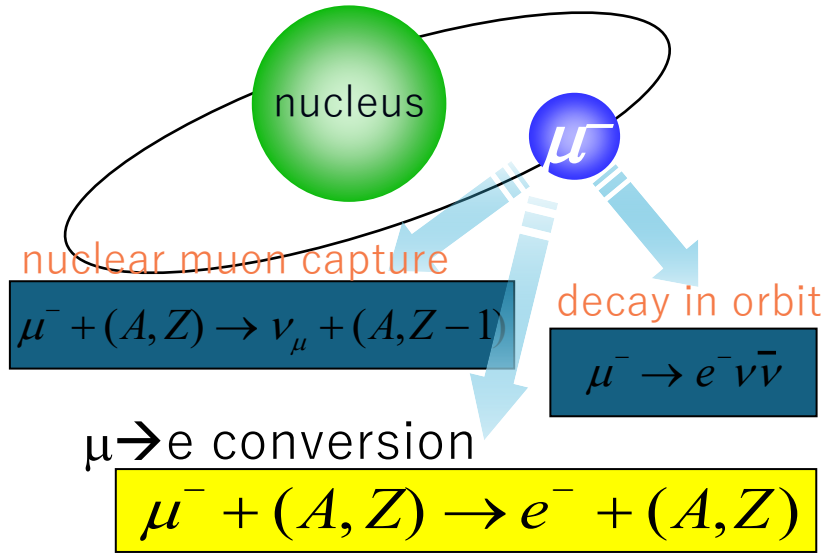 nucleus
μ⁻
nuclear muon capture
μ⁻ + (A, Z) → ν_μ + (A, Z − 1)
decay in orbit
μ⁻ → e⁻ νν̄
μ→e conversion
μ⁻ + (A, Z) → e⁻ + (A, Z)